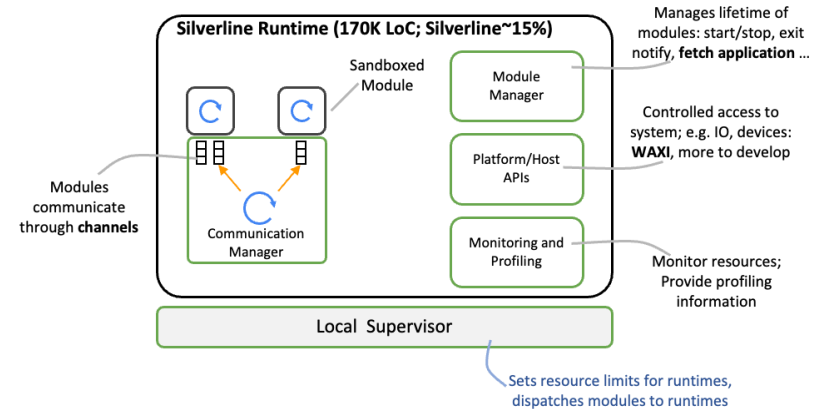 Silverline Runtime (170K LoC; Silverline~15%)
Manages lifetime of
modules: start/stop, exit
notify, fetch application ...
Sandboxed
Module
Module
Manager
Controlled access to
system; e.g. IO, devices:
WAXI, more to develop
Platform/Host
APIs
Modules
communicate
through channels
Communication
Manager
Monitoring and
Profiling
Monitor resources;
Provide profiling
information
Local Supervisor
Sets resource limits for runtimes,
dispatches modules to runtimes